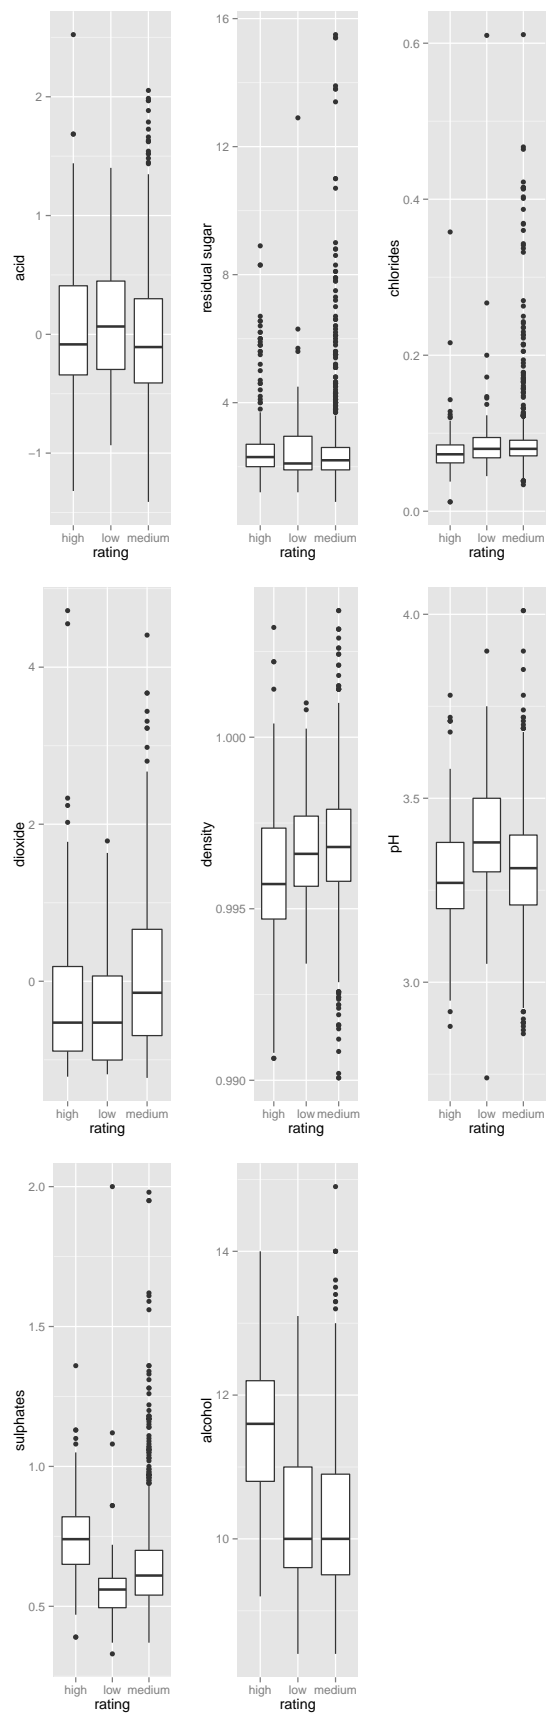 acid
2
1
0
−1
high low medium
rating
residual sugar
16
12
8
4
high low medium
rating
chlorides
0.6
0.4
0.2
0.0
high low medium
rating
dioxide
4
2
0
high low medium
rating
density
1.000
0.995
0.990
high low medium
rating
pH
4.0
3.5
3.0
high low medium
rating
sulphates
2.0
1.5
1.0
0.5
high low medium
rating
alcohol
14
12
10
high low medium
rating